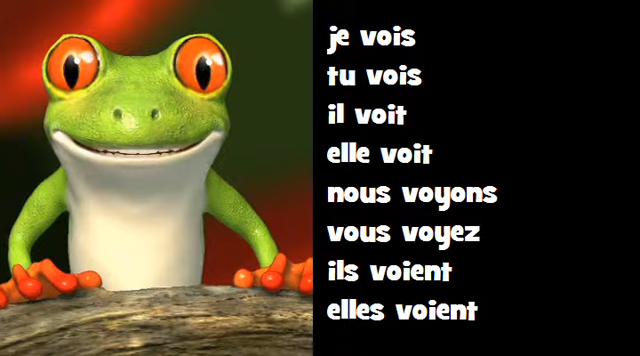 je vois
tu vois
il voit
elle voit
nous voyons
vous voyez
ils voient
elles voient